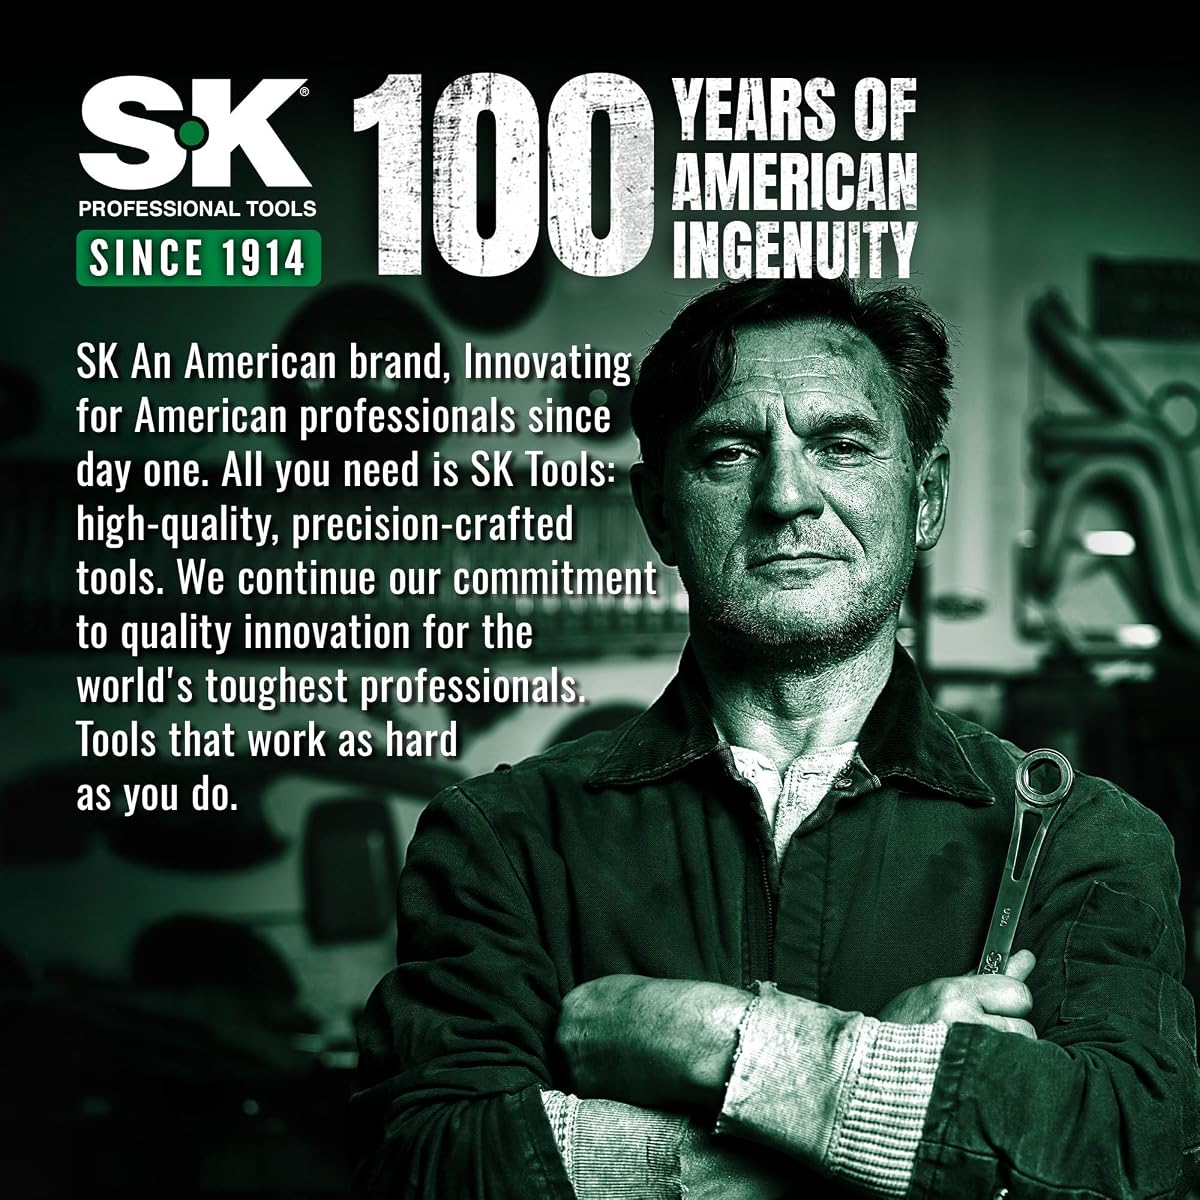 S·K®
PROFESSIONAL TOOLS
SINCE 1914
100
YEARS OF
AMERICAN
INGENUITY
SK An American brand, Innovating
for American professionals since
day one. All you need is SK Tools:
high-quality, precision-crafted
tools. We continue our commitment
to quality innovation for the
world's toughest professionals.
Tools that work as hard
as you do.
USA
SK